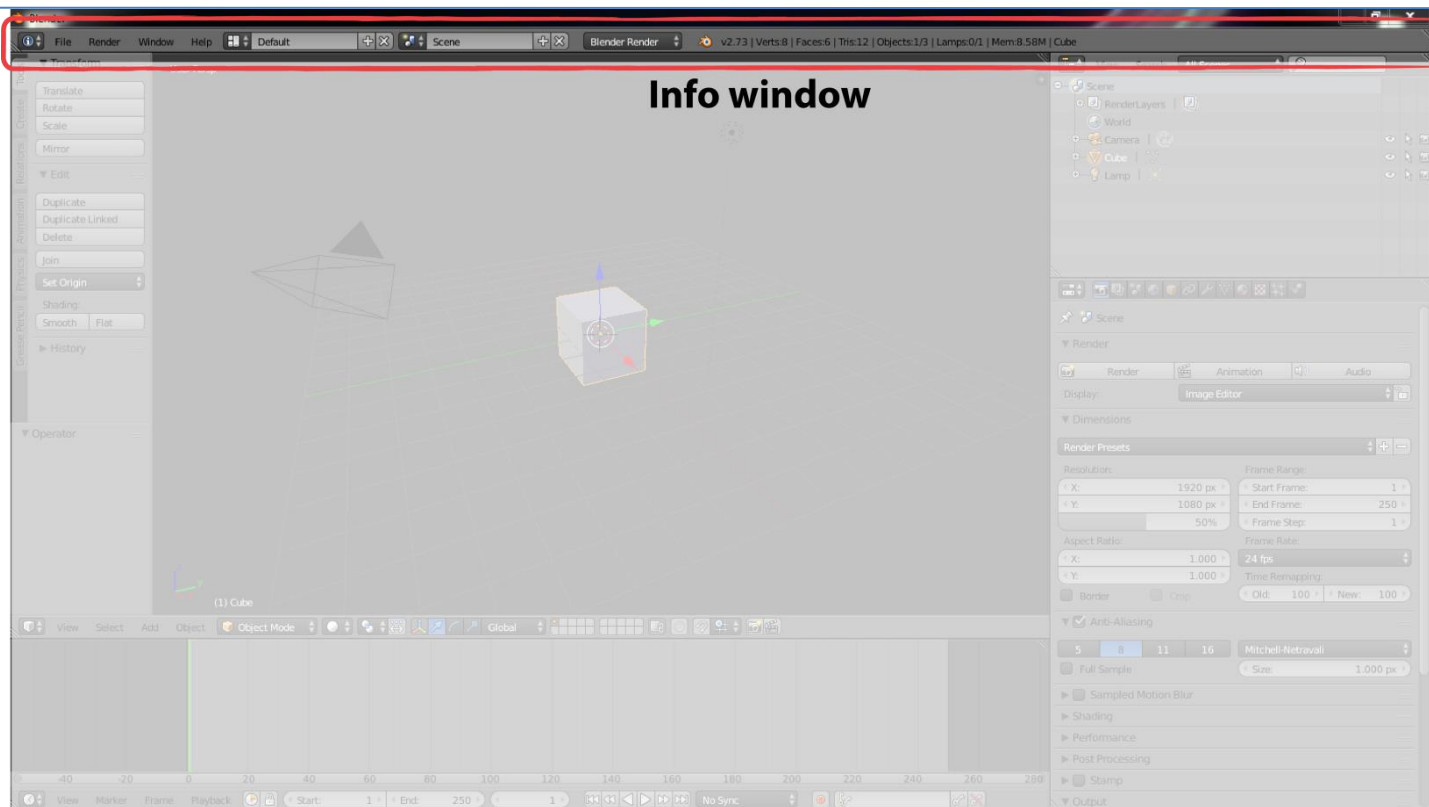 Blender
File Render Window Help Default Scene Blender Render v2.73 | Verts:8 | Faces:6 | Tris:12 | Objects:1/3 | Lamps:0/1 | Mem:8.58M | Cube
Info window
Tools
Create
Relations
Animation
Physics
Grease Pencil
Transform
Translate
Rotate
Scale
Mirror
Edit
Duplicate
Duplicate Linked
Delete
Join
Set Origin
Shading:
Smooth Flat
History
Operator
(1) Cube
View Select Add Object Object Mode Global
-40 -20 0 20 40 60 80 100 120 140 160 180 200 220 240 260 280
View Marker Frame Playback Start: 1 End: 250 1 No Sync
Scene
RenderLayers |
World
Camera |
Cube |
Lamp |
Scene
Render
Render Animation Audio
Display: Image Editor
Dimensions
Render Presets
Resolution: Frame Range:
X: 1920 px Start Frame: 1
Y: 1080 px End Frame: 250
50% Frame Step: 1
Aspect Ratio: Frame Rate:
X: 1.000 24 fps
Y: 1.000 Time Remapping:
Border Crop Old: 100 New: 100
Anti-Aliasing
5 8 11 16 Mitchell-Netravali
Full Sample Size: 1.000 px
Sampled Motion Blur
Shading
Performance
Post Processing
Stamp
Output